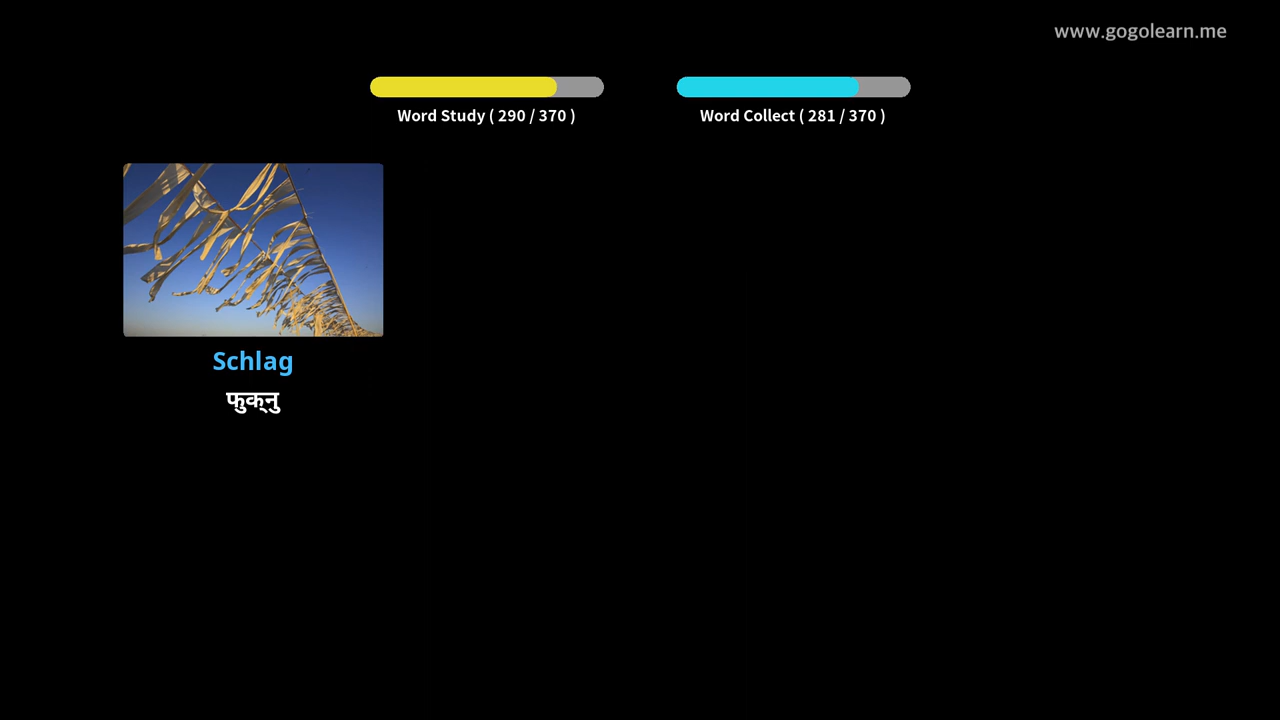 www.gogolearn.me
Word Study ( 290 / 370 )
Word Collect ( 281 / 370 )
Schlag
फुक्नु